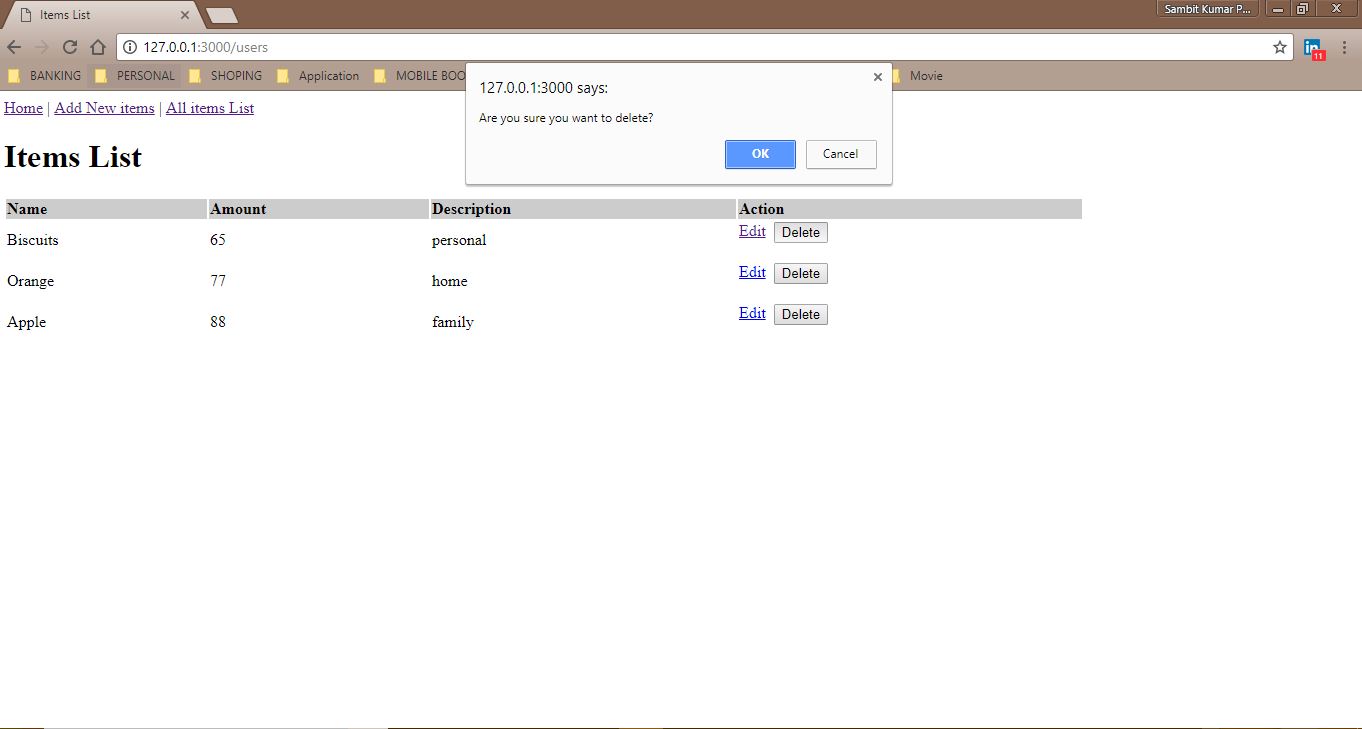 Items List
Sambit Kumar P...
127.0.0.1:3000/users
11
BANKING PERSONAL SHOPING Application MOBILE BOO Movie
127.0.0.1:3000 says:
Are you sure you want to delete?
OK Cancel
Home | Add New items | All items List
Items List
Name Amount Description Action
Biscuits 65 personal Edit Delete
Orange 77 home Edit Delete
Apple 88 family Edit Delete